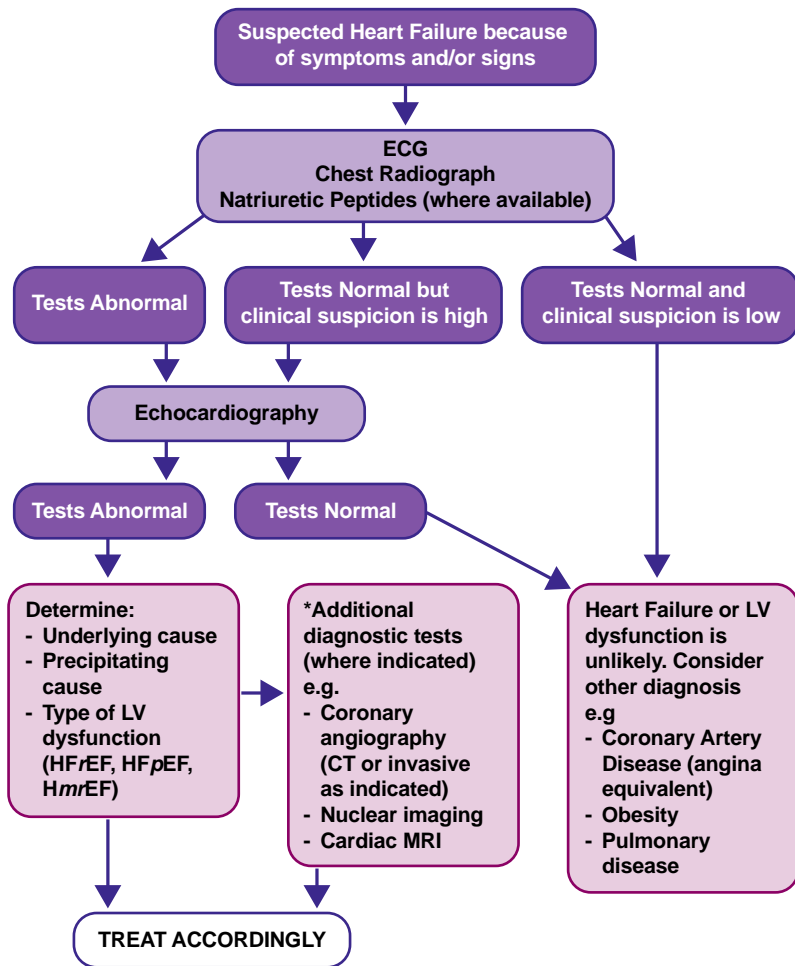 Suspected Heart Failure because
of symptoms and/or signs
ECG
Chest Radiograph
Natriuretic Peptides (where available)
Tests Abnormal
Tests Normal but
clinical suspicion is high
Tests Normal and
clinical suspicion is low
Echocardiography
Tests Abnormal
Tests Normal
Determine:
- Underlying cause
- Precipitating
cause
- Type of LV
dysfunction
(HFrEF, HFpEF,
HmrEF)
*Additional
diagnostic tests
(where indicated)
e.g.
- Coronary
angiography
(CT or invasive
as indicated)
- Nuclear imaging
- Cardiac MRI
Heart Failure or LV
dysfunction is
unlikely. Consider
other diagnosis
e.g
- Coronary Artery
Disease (angina
equivalent)
- Obesity
- Pulmonary
disease
TREAT ACCORDINGLY